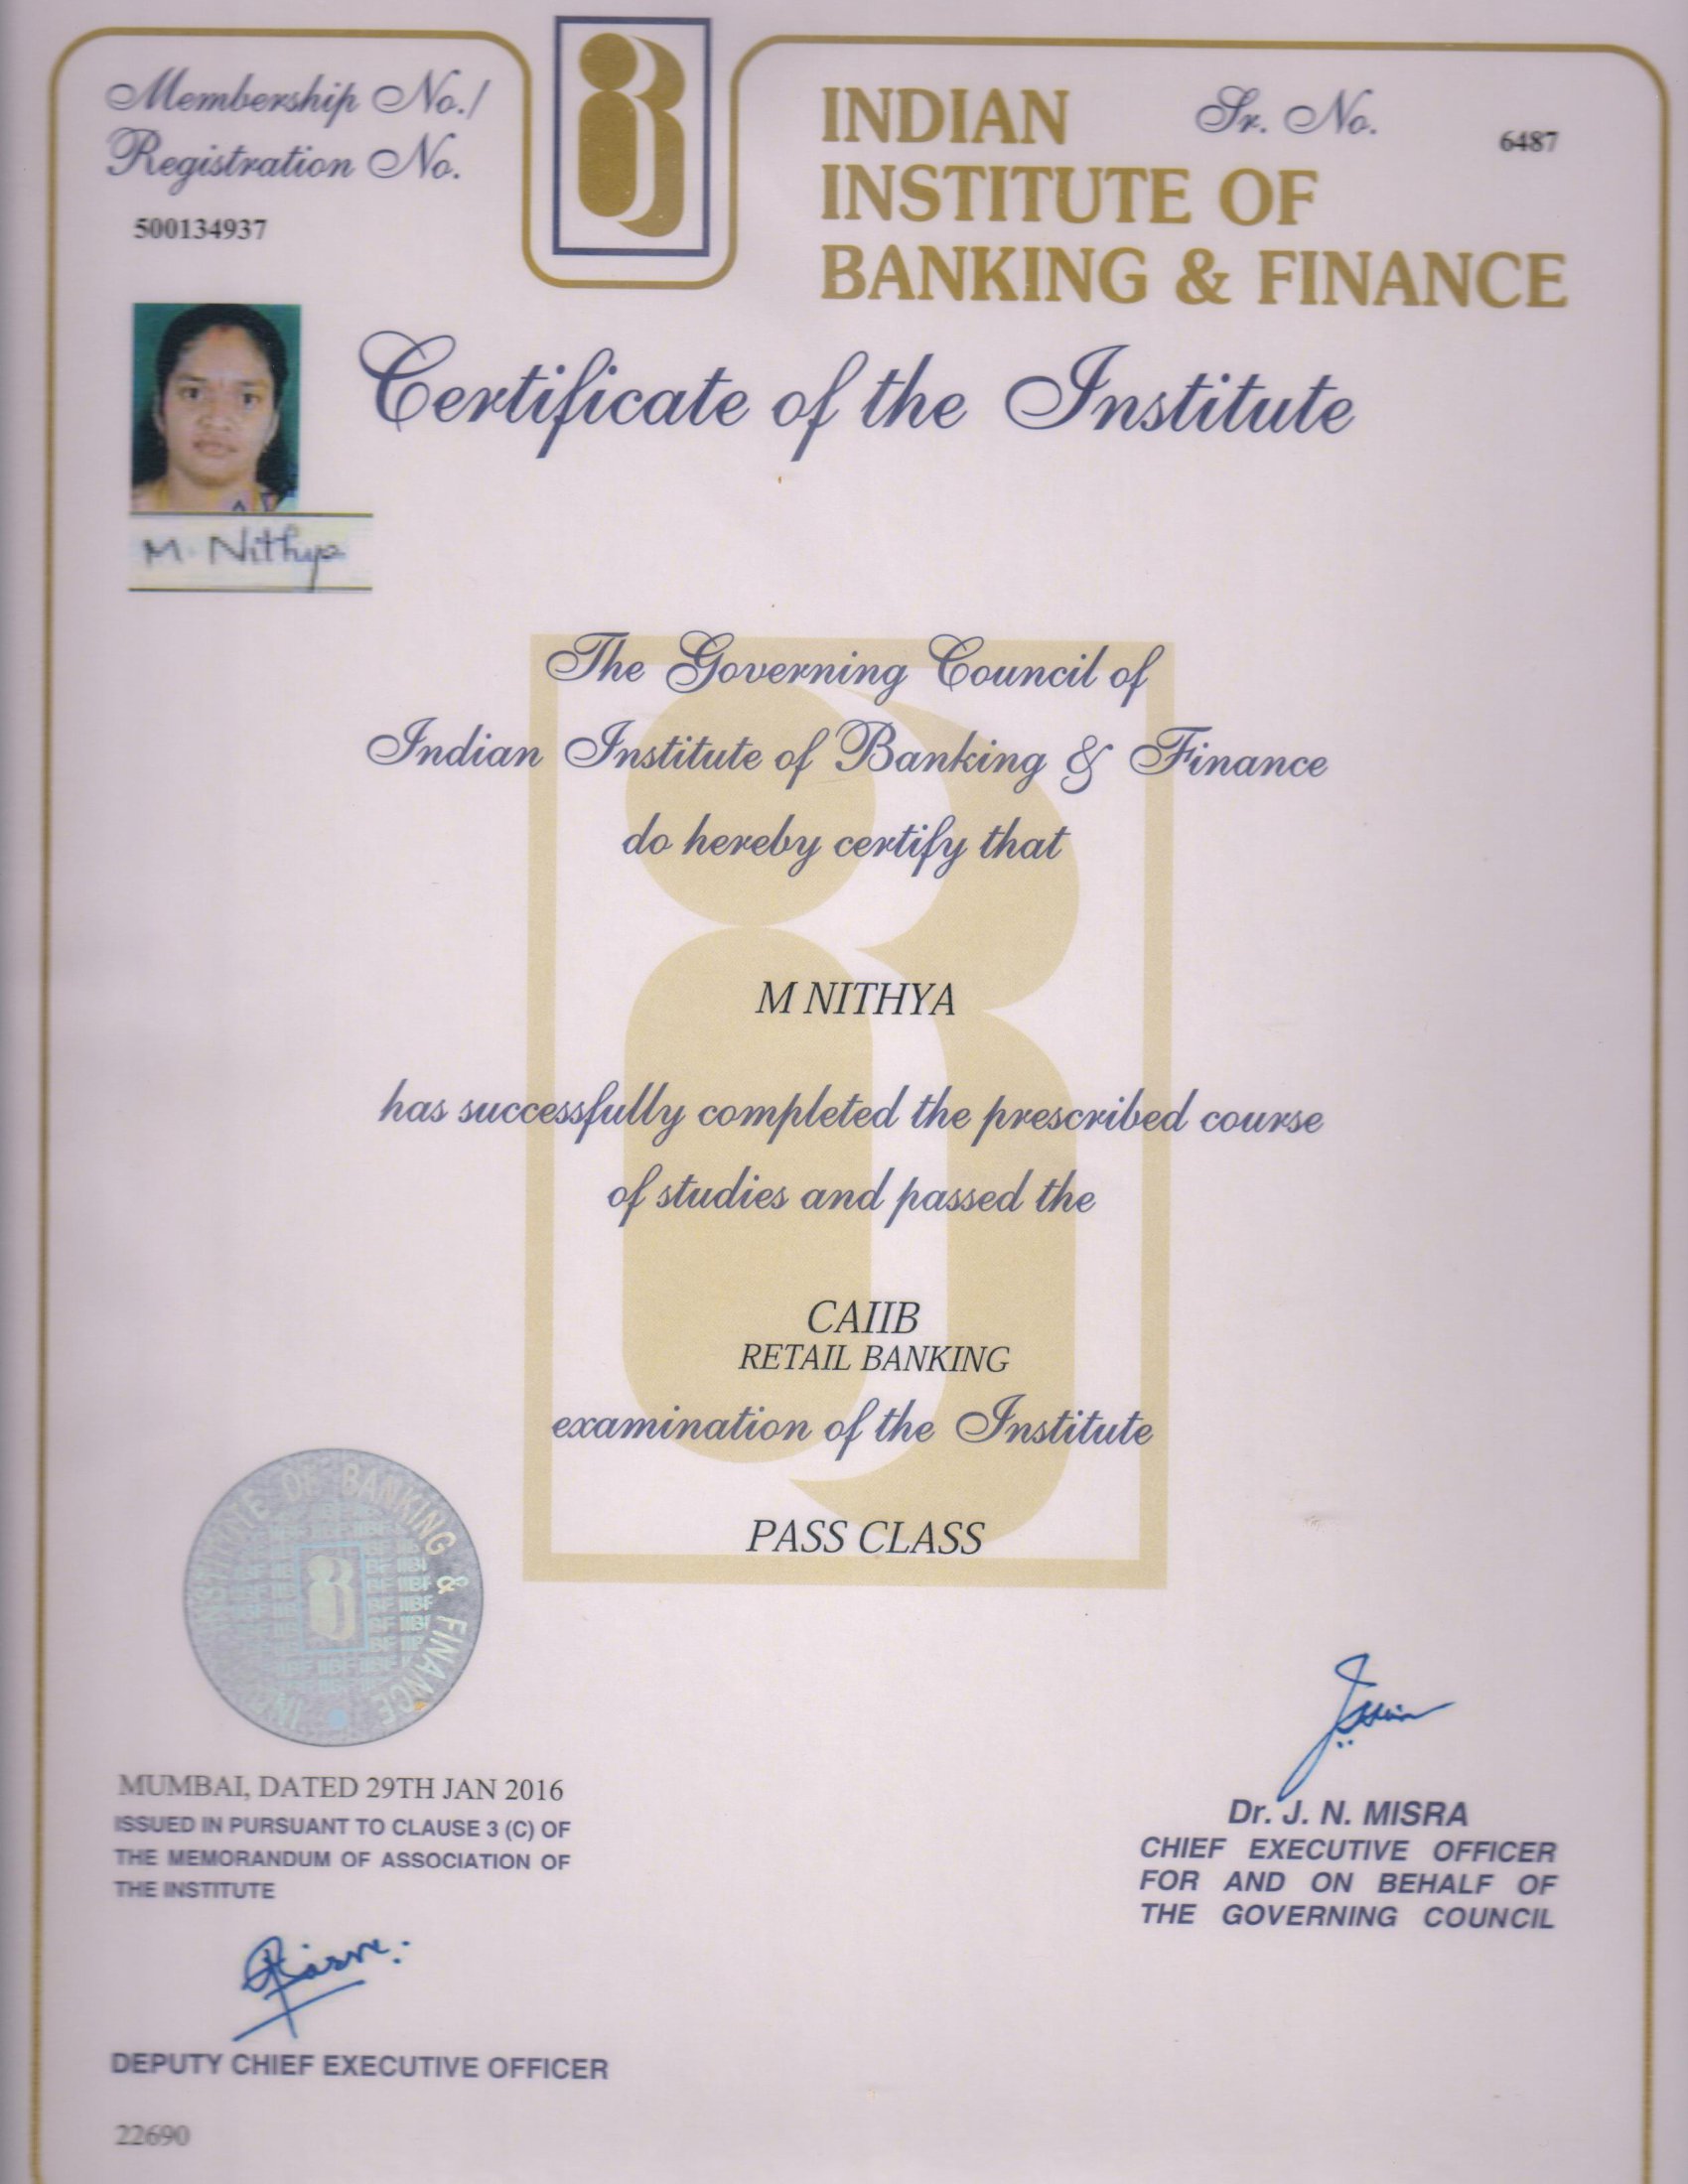 Membership No./
Registration No.
500134937
INDIAN
INSTITUTE OF
BANKING & FINANCE
Sr. No.
6487
Certificate of the Institute
M. Nithya
The Governing Council of
Indian Institute of Banking & Finance
do hereby certify that
M NITHYA
has successfully completed the prescribed course
of studies and passed the
CAIIB
RETAIL BANKING
examination of the Institute
PASS CLASS
INSTITUTE OF BANKING & FINANCE
MUMBAI, DATED 29TH JAN 2016
ISSUED IN PURSUANT TO CLAUSE 3 (C) OF
THE MEMORANDUM OF ASSOCIATION OF
THE INSTITUTE
DEPUTY CHIEF EXECUTIVE OFFICER
22690
Dr. J. N. MISRA
CHIEF EXECUTIVE OFFICER
FOR AND ON BEHALF OF
THE GOVERNING COUNCIL